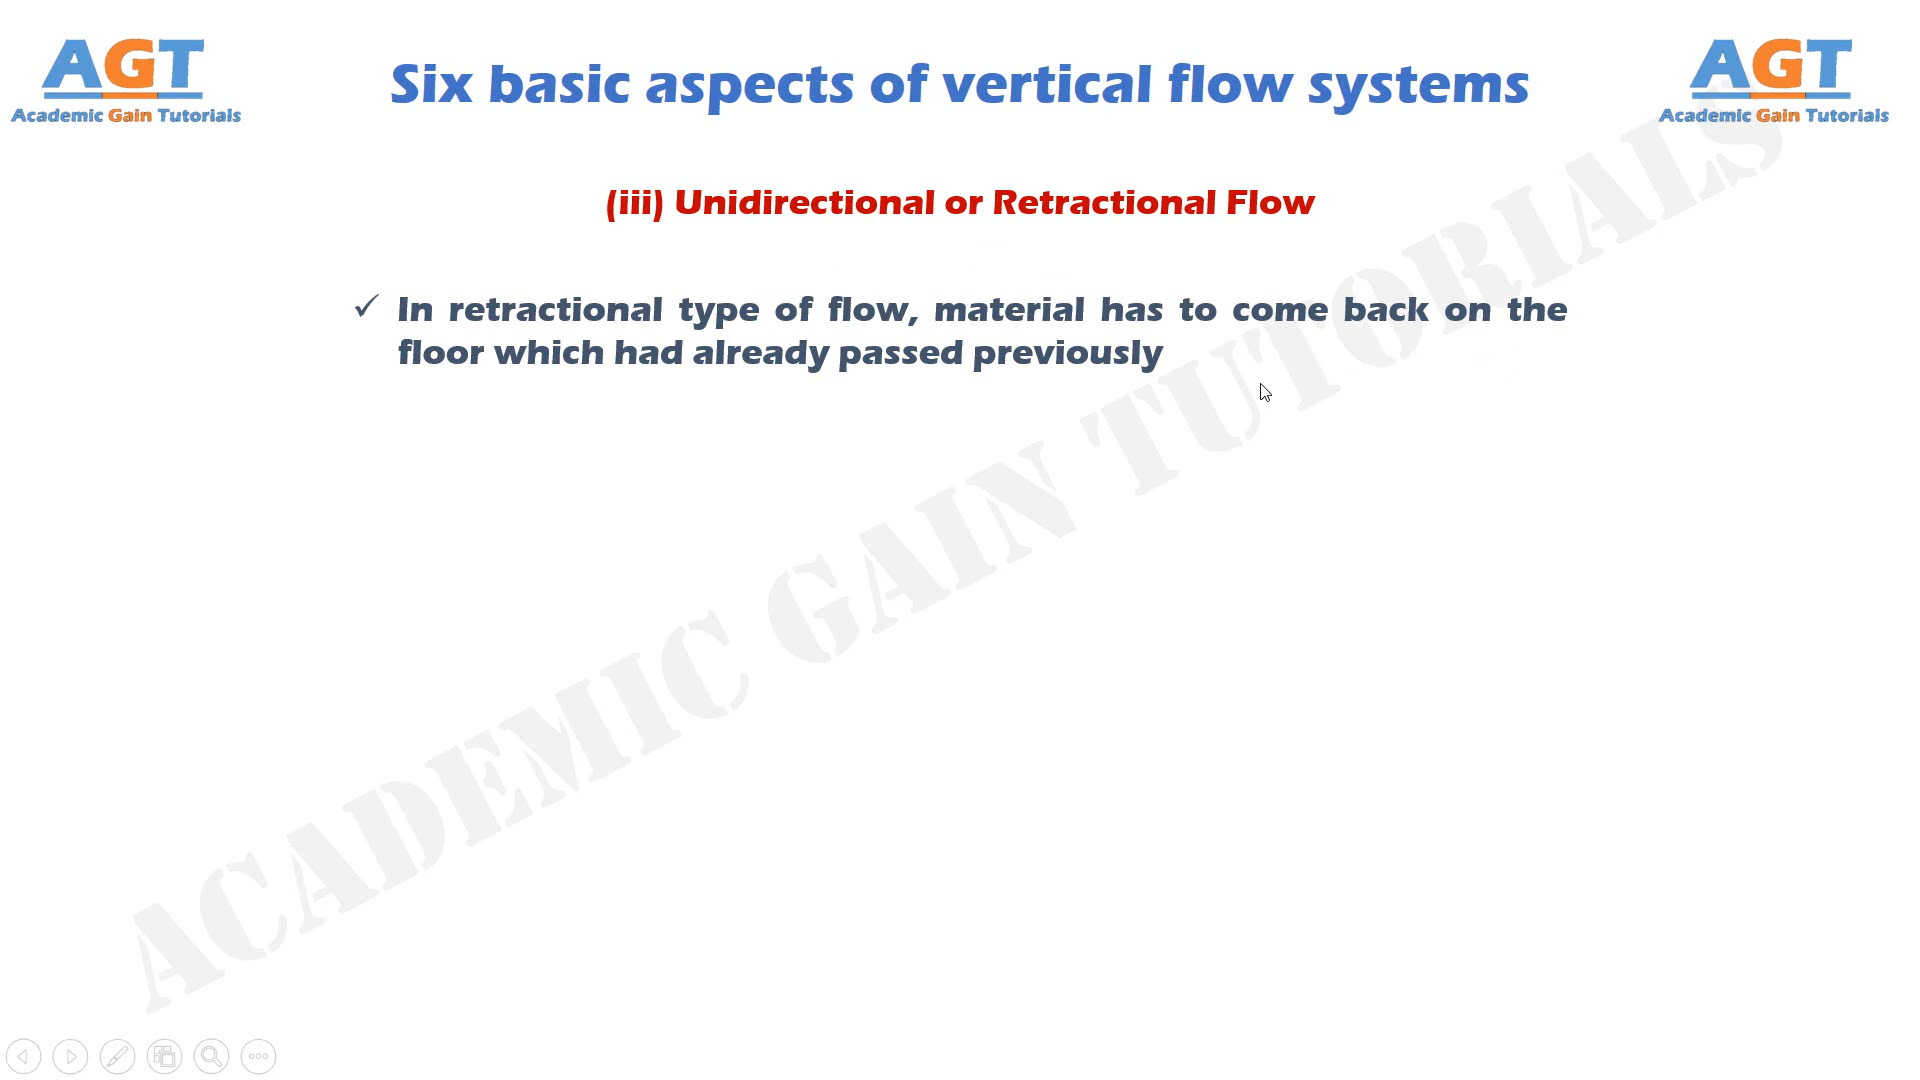 AGT
Academic Gain Tutorials
Six basic aspects of vertical flow systems
AGT
Academic Gain Tutorials
(iii) Unidirectional or Retractional Flow
✓ In retractional type of flow, material has to come back on the
floor which had already passed previously
ACADEMIC GAIN TUTORIALS